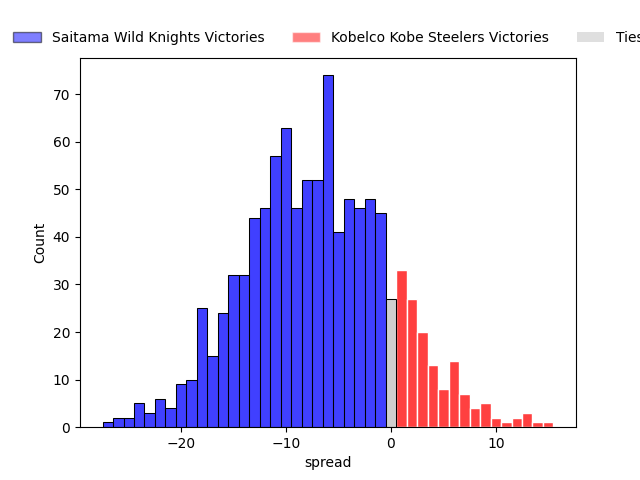 Saitama Wild Knights Victories Kobelco Kobe Steelers Victories Ties
70
60
50
40
30
20
10
0
Count
−20 −10 0 10
spread